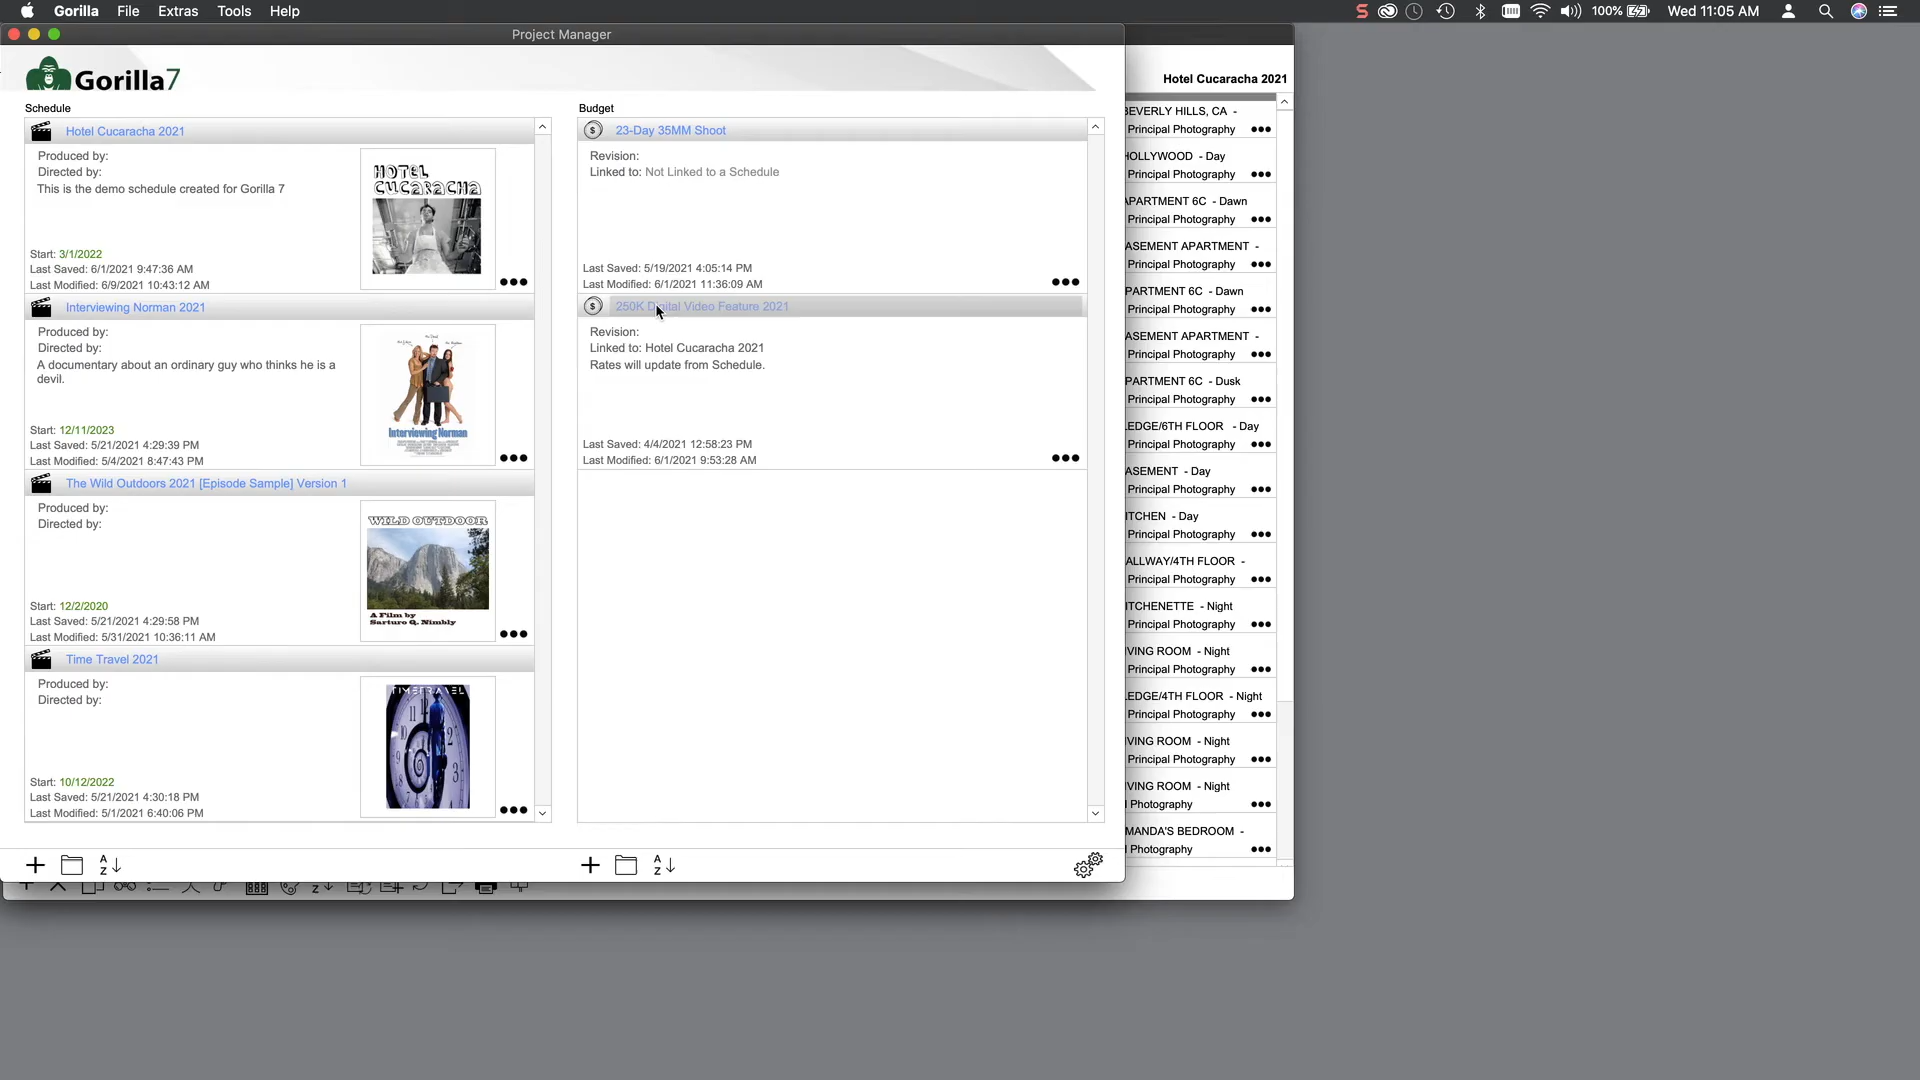 Gorilla File Extras Tools Help
100% Wed 11:05 AM
Project Manager
Gorilla7
Hotel Cucaracha 2021
Schedule
Hotel Cucaracha 2021
Produced by:
Directed by:
This is the demo schedule created for Gorilla 7
HOTEL
CUCARACHA
Start: 3/1/2022
Last Saved: 6/1/2021 9:47:36 AM
Last Modified: 6/9/2021 10:43:12 AM
Interviewing Norman 2021
Produced by:
Directed by:
A documentary about an ordinary guy who thinks he is a
devil.
Interviewing Norman
Start: 12/11/2023
Last Saved: 5/21/2021 4:29:39 PM
Last Modified: 5/4/2021 8:47:43 PM
The Wild Outdoors 2021 [Episode Sample] Version 1
Produced by:
Directed by:
WILD OUTDOOR
A Film by
Sarturo Q. Nimbly
Start: 12/2/2020
Last Saved: 5/21/2021 4:29:58 PM
Last Modified: 5/31/2021 10:36:11 AM
Time Travel 2021
Produced by:
Directed by:
TIMETRAVEL
Start: 10/12/2022
Last Saved: 5/21/2021 4:30:18 PM
Last Modified: 5/1/2021 6:40:06 PM
Budget
23-Day 35MM Shoot
Revision:
Linked to: Not Linked to a Schedule
Last Saved: 5/19/2021 4:05:14 PM
Last Modified: 6/1/2021 11:36:09 AM
250K Digital Video Feature 2021
Revision:
Linked to: Hotel Cucaracha 2021
Rates will update from Schedule.
Last Saved: 4/4/2021 12:58:23 PM
Last Modified: 6/1/2021 9:53:28 AM
BEVERLY HILLS, CA -
Principal Photography
HOLLYWOOD - Day
Principal Photography
APARTMENT 6C - Dawn
Principal Photography
ASEMENT APARTMENT -
Principal Photography
PARTMENT 6C - Dawn
Principal Photography
ASEMENT APARTMENT -
Principal Photography
PARTMENT 6C - Dusk
Principal Photography
LEDGE/6TH FLOOR - Day
Principal Photography
ASEMENT - Day
Principal Photography
ITCHEN - Day
Principal Photography
ALLWAY/4TH FLOOR -
Principal Photography
ITCHENETTE - Night
Principal Photography
IVING ROOM - Night
Principal Photography
LEDGE/4TH FLOOR - Night
Principal Photography
IVING ROOM - Night
Principal Photography
IVING ROOM - Night
l Photography
MANDA'S BEDROOM -
l Photography